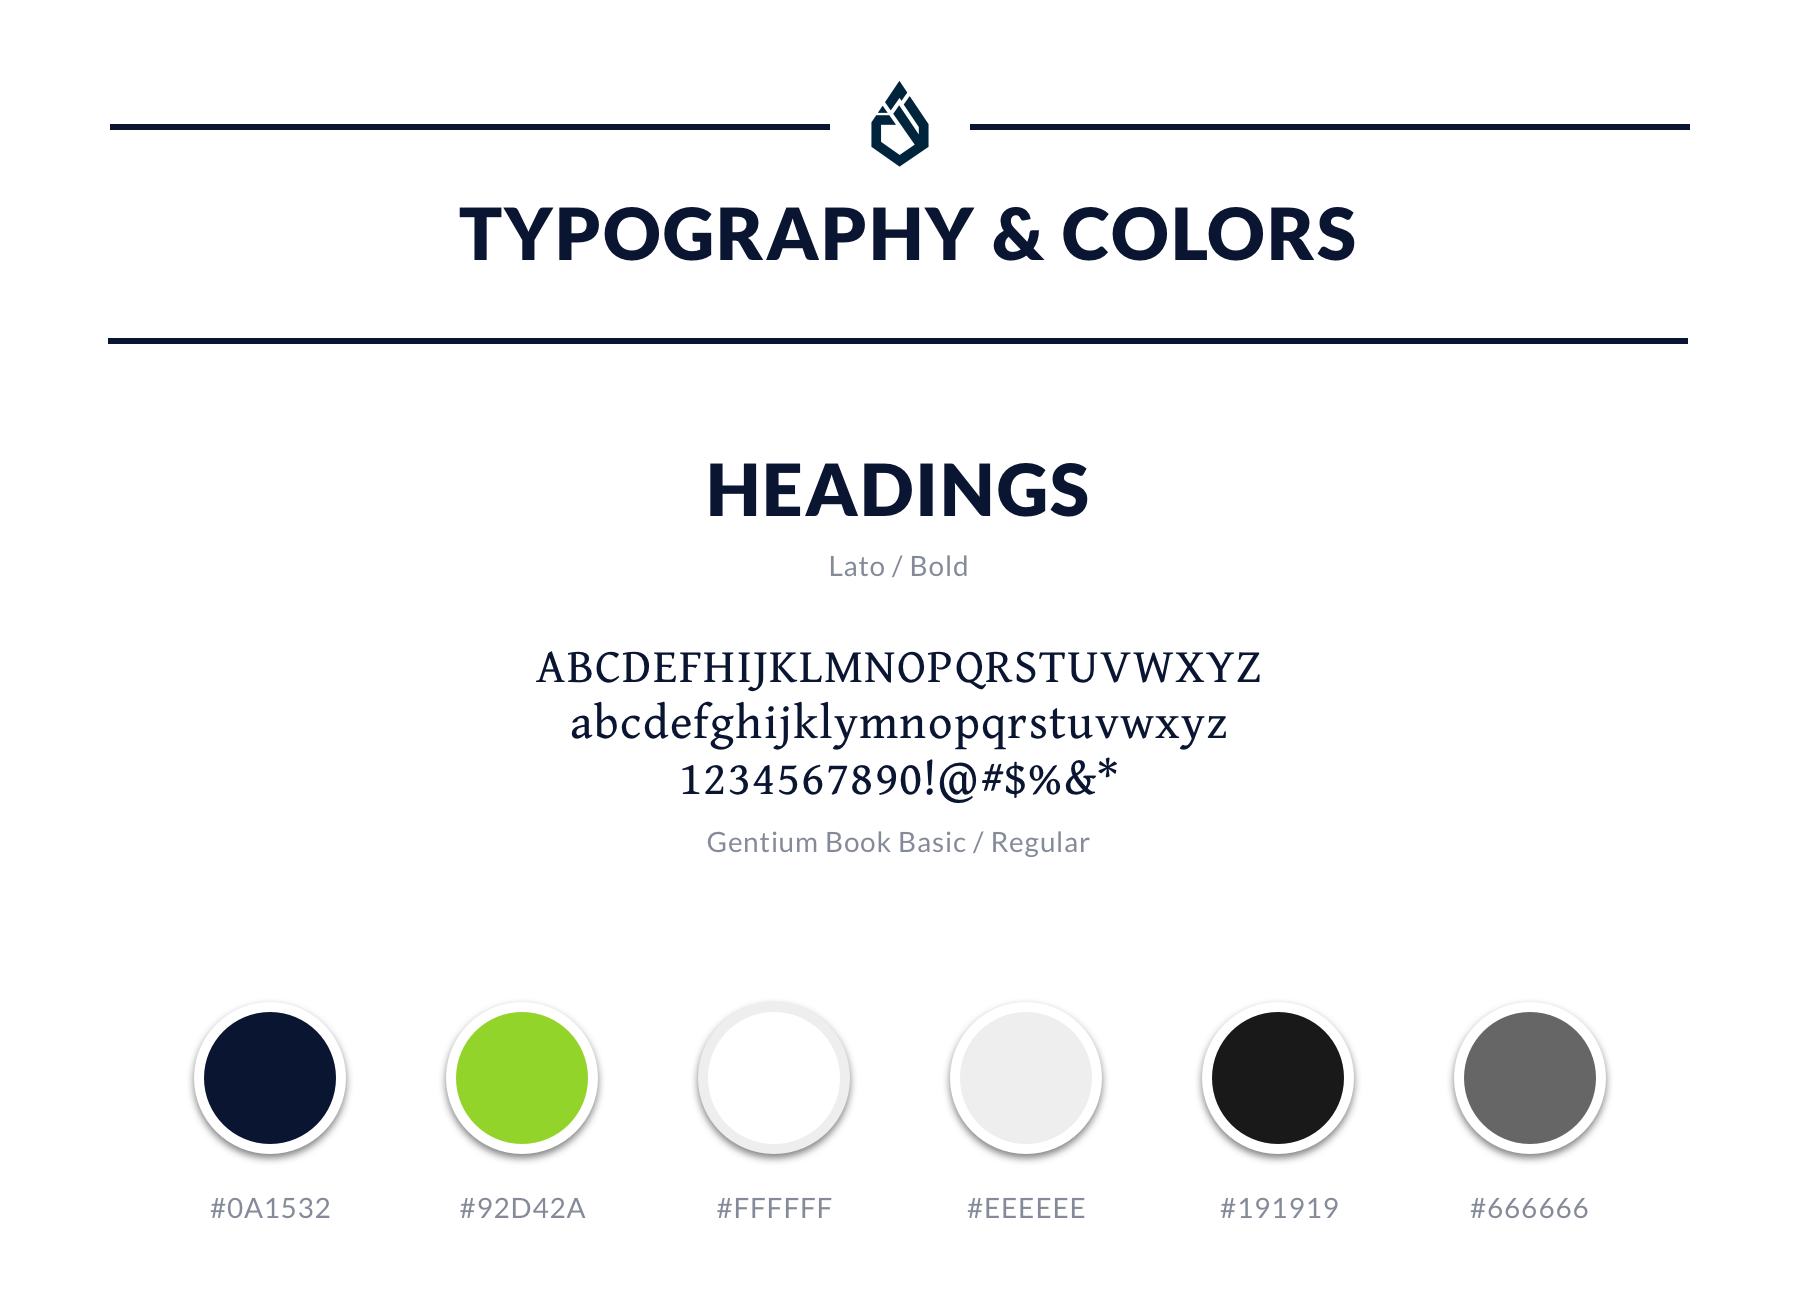 TYPOGRAPHY & COLORS
HEADINGS
Lato / Bold
ABCDEFHIJKLMNOPQRSTUVWXYZ
abcdefghijklymnopqrstuvwxyz
1234567890!@#$%&*
Gentium Book Basic / Regular
#0A1532 #92D42A #FFFFFF #EEEEEE #191919 #666666